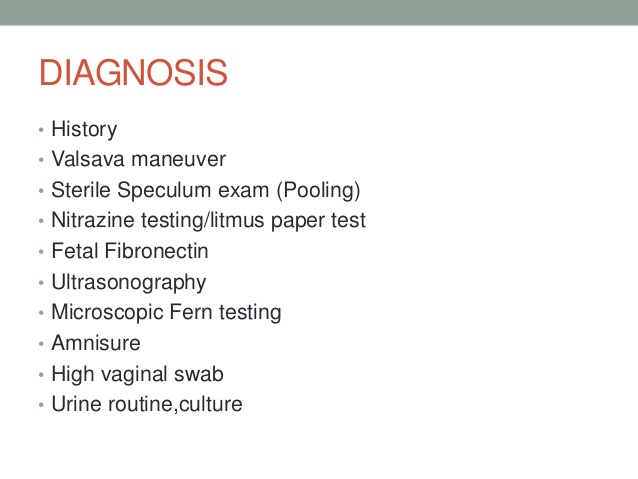 DIAGNOSIS
• History
• Valsava maneuver
• Sterile Speculum exam (Pooling)
• Nitrazine testing/litmus paper test
• Fetal Fibronectin
• Ultrasonography
• Microscopic Fern testing
• Amnisure
• High vaginal swab
• Urine routine,culture